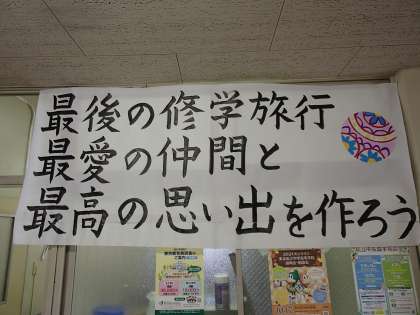 最後の修学旅行
最愛の仲間と
最高の思い出を作ろう